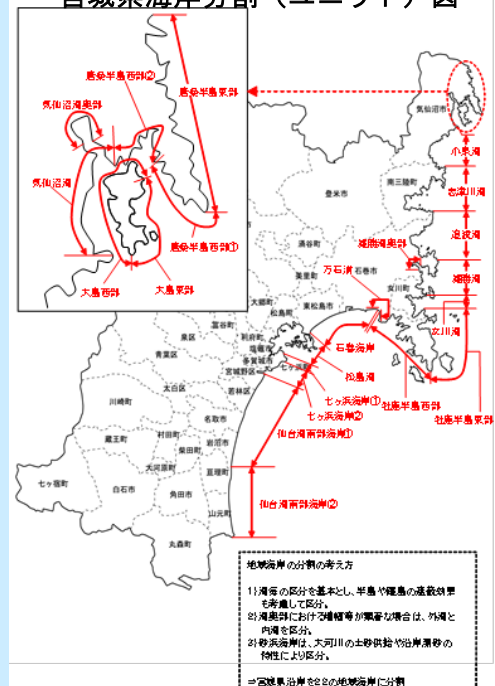 宮城県海岸分割（ユニット）図
唐桑半島西部②
唐桑半島東部
気仙沼湾奥部
気仙沼湾
唐桑半島西部①
大島西部
大島東部
気仙沼市
小泉湾
南三陸町
志津川湾
登米市
追波湾
涌谷町
雄勝湾奥部
石巻市
雄勝湾
美里町
万石浦
女川町
大郷町
東松島市
女川湾
松島町
富谷町
利府町
石巻海岸
泉区
塩竈市
多賀城市
七ヶ浜町
松島湾
牡鹿半島西部
青葉区
宮城野区
七ヶ浜海岸①
牡鹿半島東部
太白区
若林区
七ヶ浜海岸②
川崎町
名取市
仙台湾南部海岸①
村田町
岩沼市
蔵王町
柴田町
大河原町
亘理町
七ヶ宿町
白石市
角田市
仙台湾南部海岸②
山元町
丸森町
地域海岸の分割の考え方
1）湾毎の区分を基本とし、半島や離島の遮蔽効果
も考慮して区分。
2）湾奥部における増幅等が顕著な場合は、外湾と
内湾を区分。
3）砂浜海岸は、大河川の土砂供給や沿岸漂砂の
特性により区分。
⇒宮城県沿岸を22の地域海岸に分割